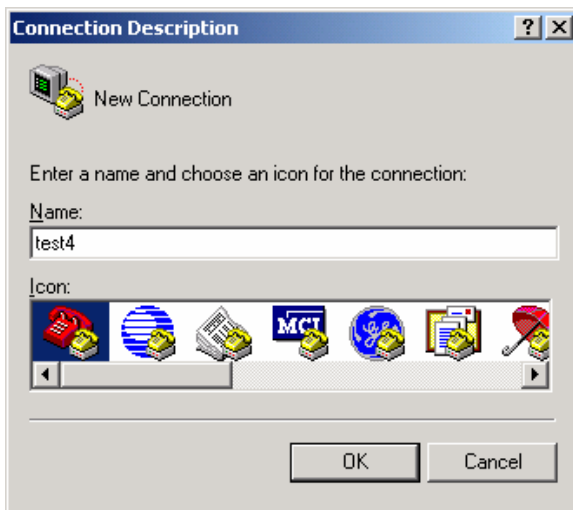 Connection Description
New Connection
Enter a name and choose an icon for the connection:
Name:
test4
Icon:
MCI
OK
Cancel